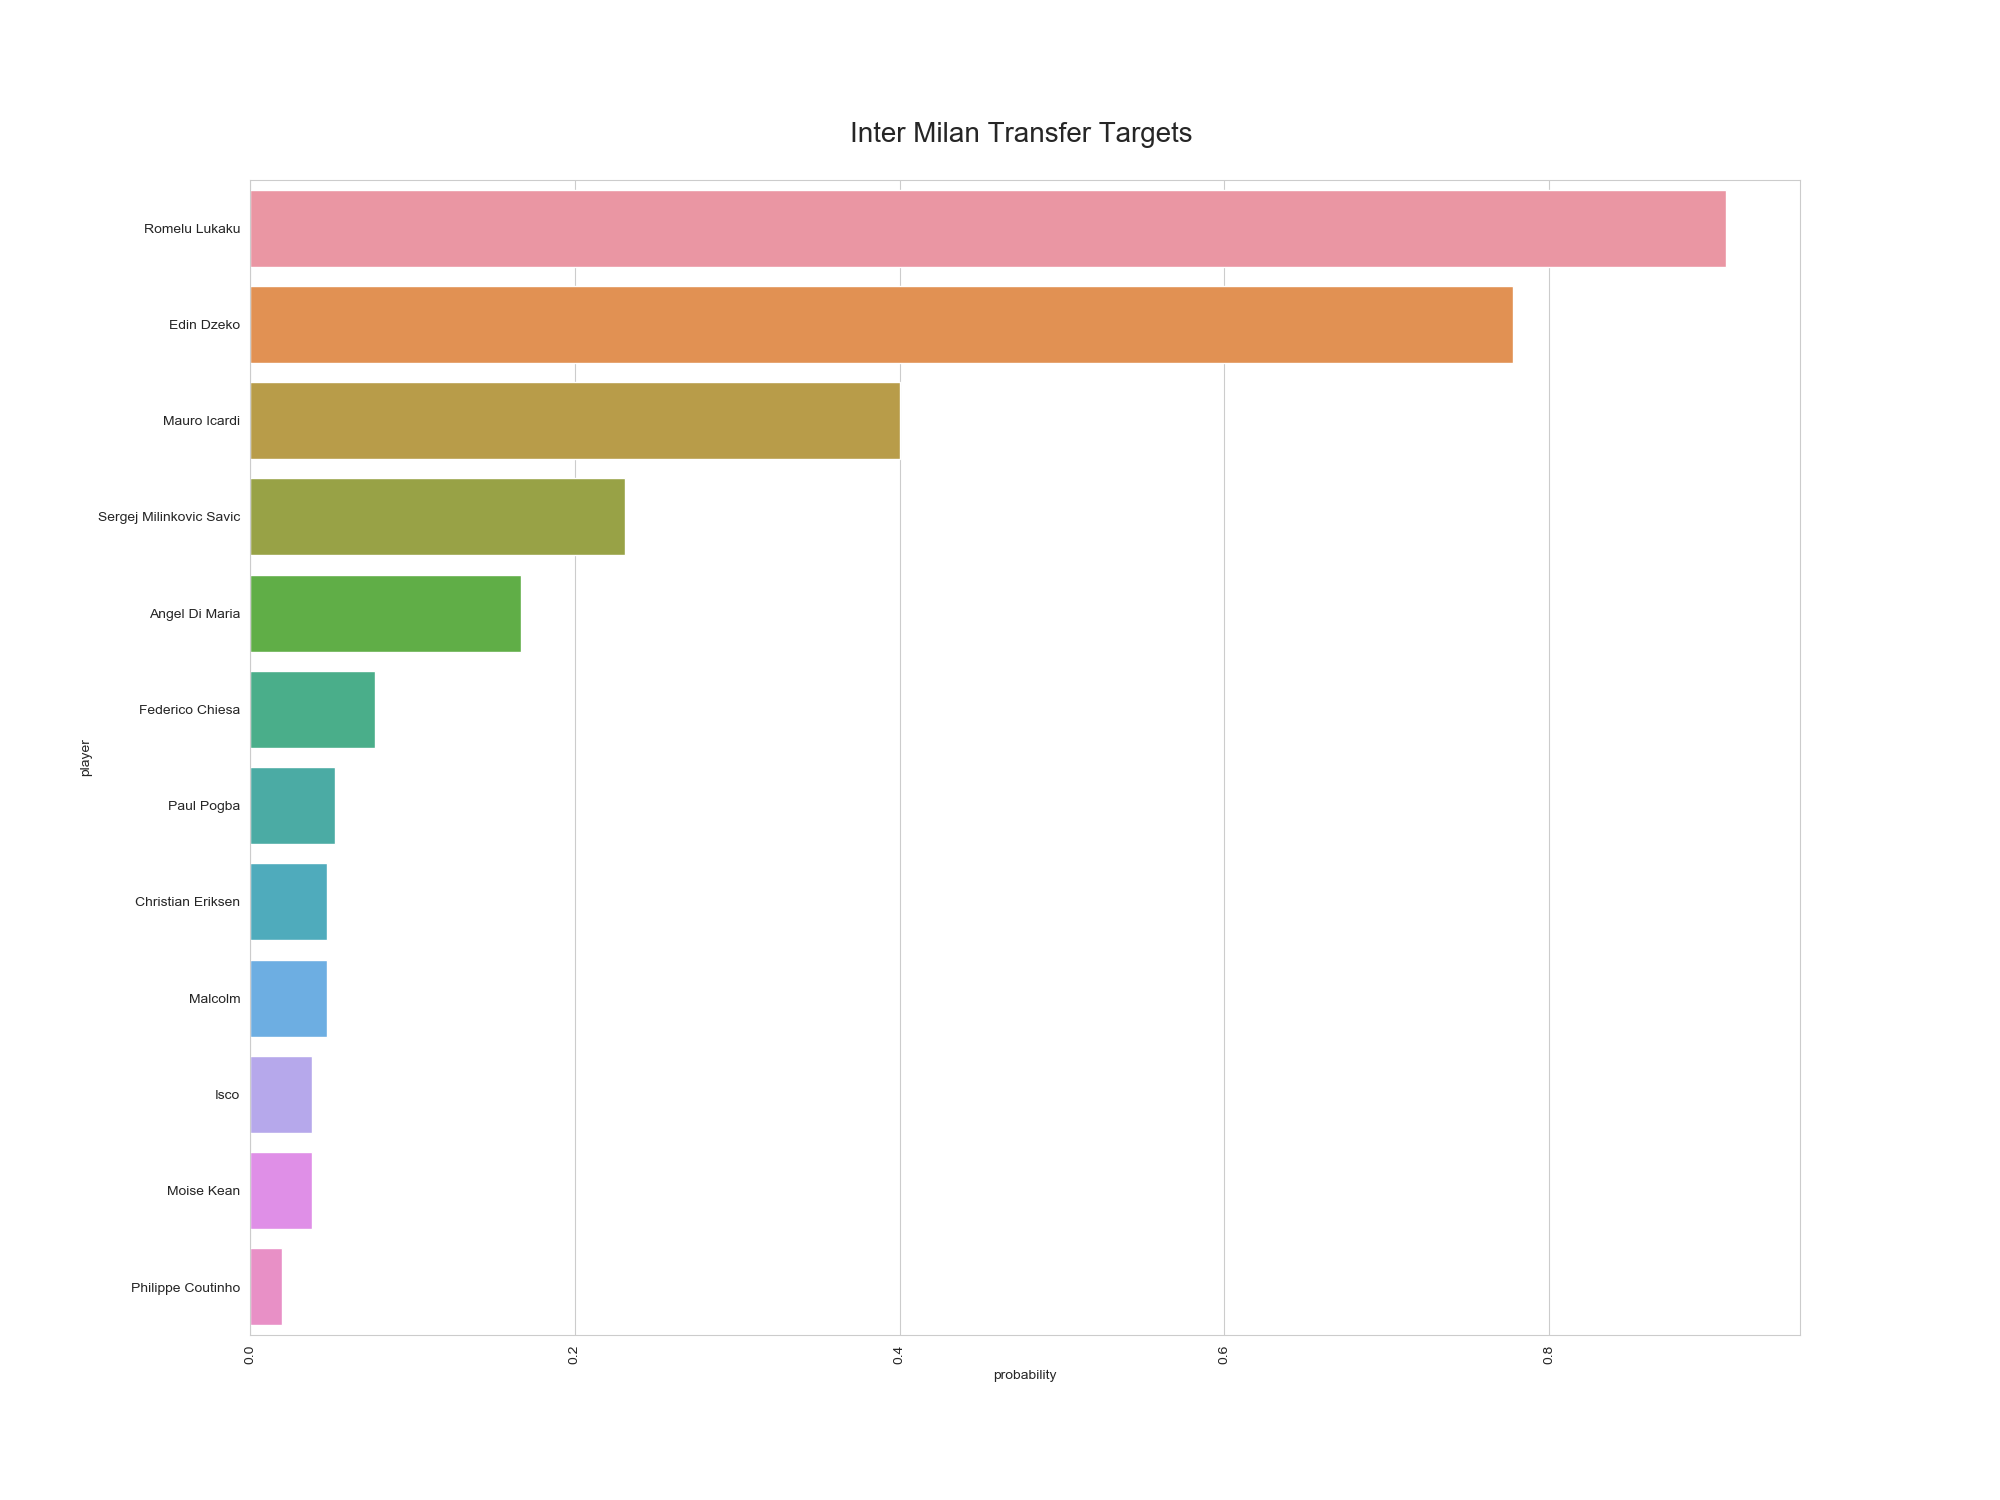 Inter Milan Transfer Targets
Romelu Lukaku
Edin Dzeko
Mauro Icardi
Sergej Milinkovic Savic
Angel Di Maria
Federico Chiesa
Paul Pogba
Christian Eriksen
Malcolm
Isco
Moise Kean
Philippe Coutinho
player
0.0 0.2 0.4 0.6 0.8
probability